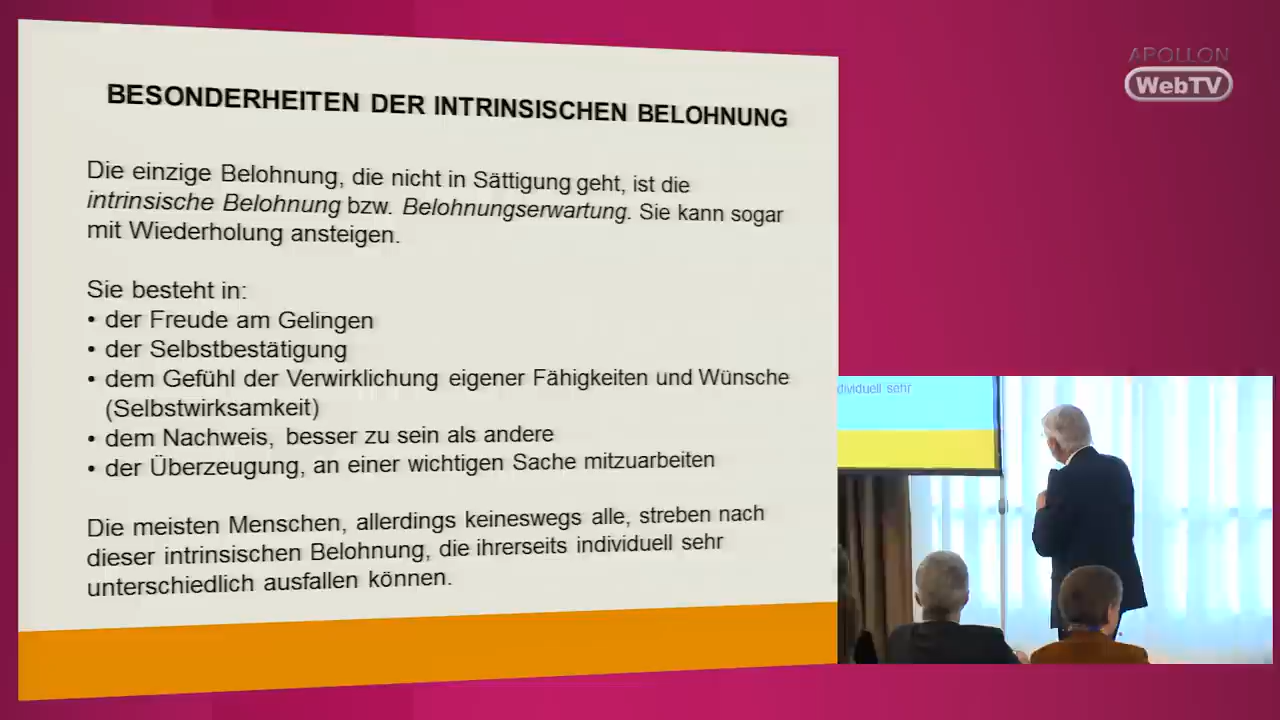 APOLLON
WebTV
BESONDERHEITEN DER INTRINSISCHEN BELOHNUNG
Die einzige Belohnung, die nicht in Sättigung geht, ist die
intrinsische Belohnung bzw. Belohnungserwartung. Sie kann sogar
mit Wiederholung ansteigen.
Sie besteht in:
• der Freude am Gelingen
• der Selbstbestätigung
• dem Gefühl der Verwirklichung eigener Fähigkeiten und Wünsche
(Selbstwirksamkeit)
• dem Nachweis, besser zu sein als andere
• der Überzeugung, an einer wichtigen Sache mitzuarbeiten
Die meisten Menschen, allerdings keineswegs alle, streben nach
dieser intrinsischen Belohnung, die ihrerseits individuell sehr
unterschiedlich ausfallen können.
dividuell sehr